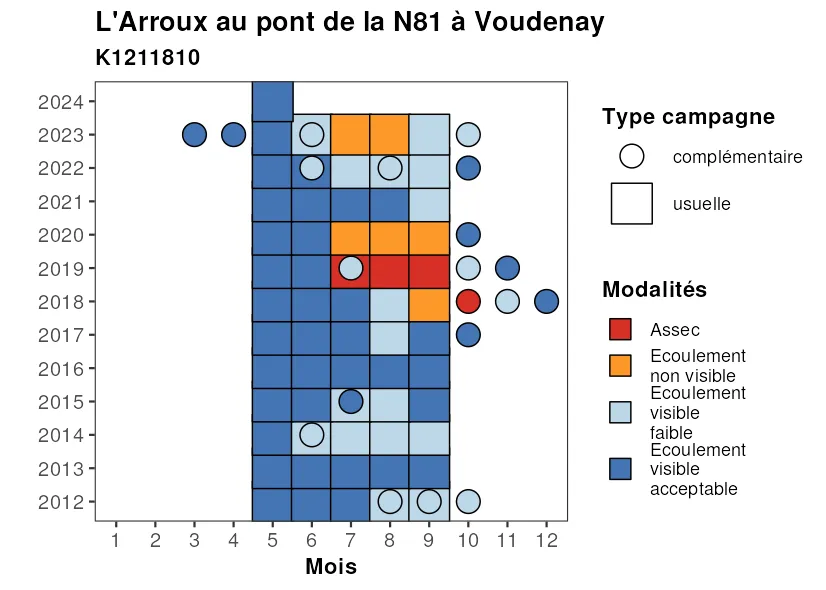 L'Arroux au pont de la N81 à Voudenay
K1211810
2024
2023
2022
2021
2020
2019
2018
2017
2016
2015
2014
2013
2012
1 2 3 4 5 6 7 8 9 10 11 12
Mois
Type campagne
complémentaire
usuelle
Modalités
Assec
Ecoulement
non visible
Ecoulement
visible
faible
Ecoulement
visible
acceptable